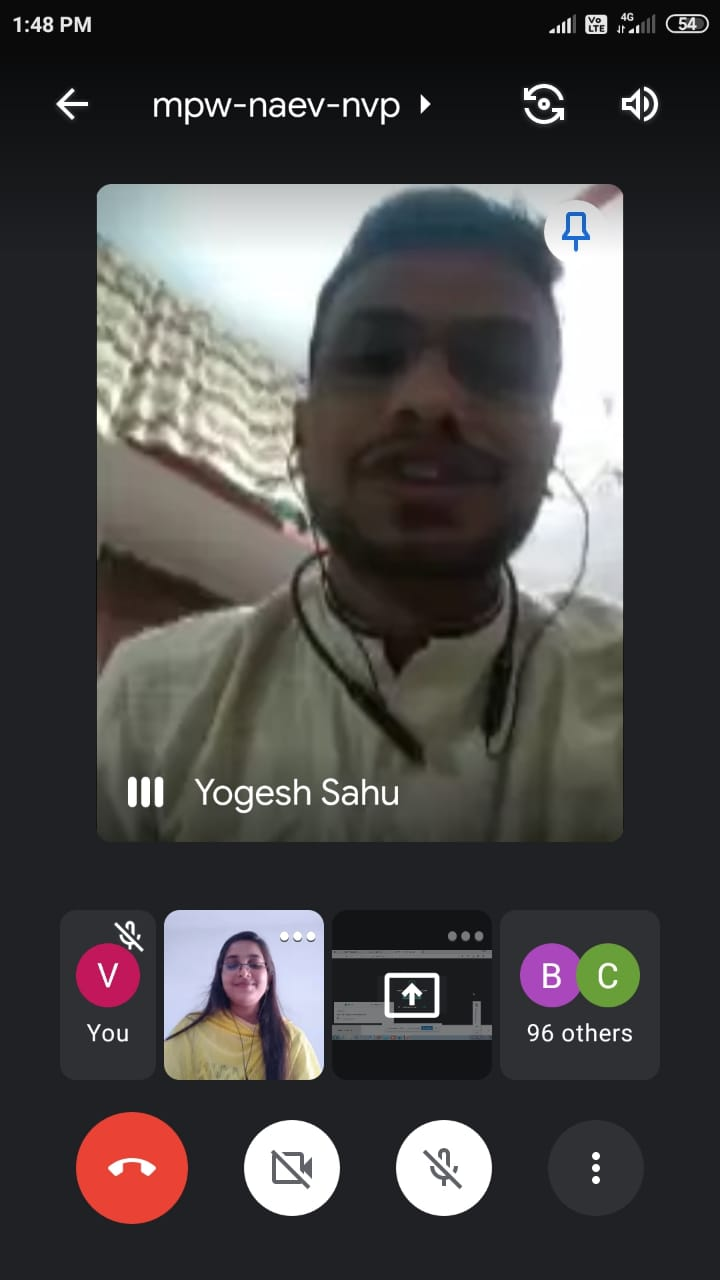 1:48 PM
Vo
LTE
4G
54
mpw-naev-nvp
Yogesh Sahu
V
You
B C
96 others